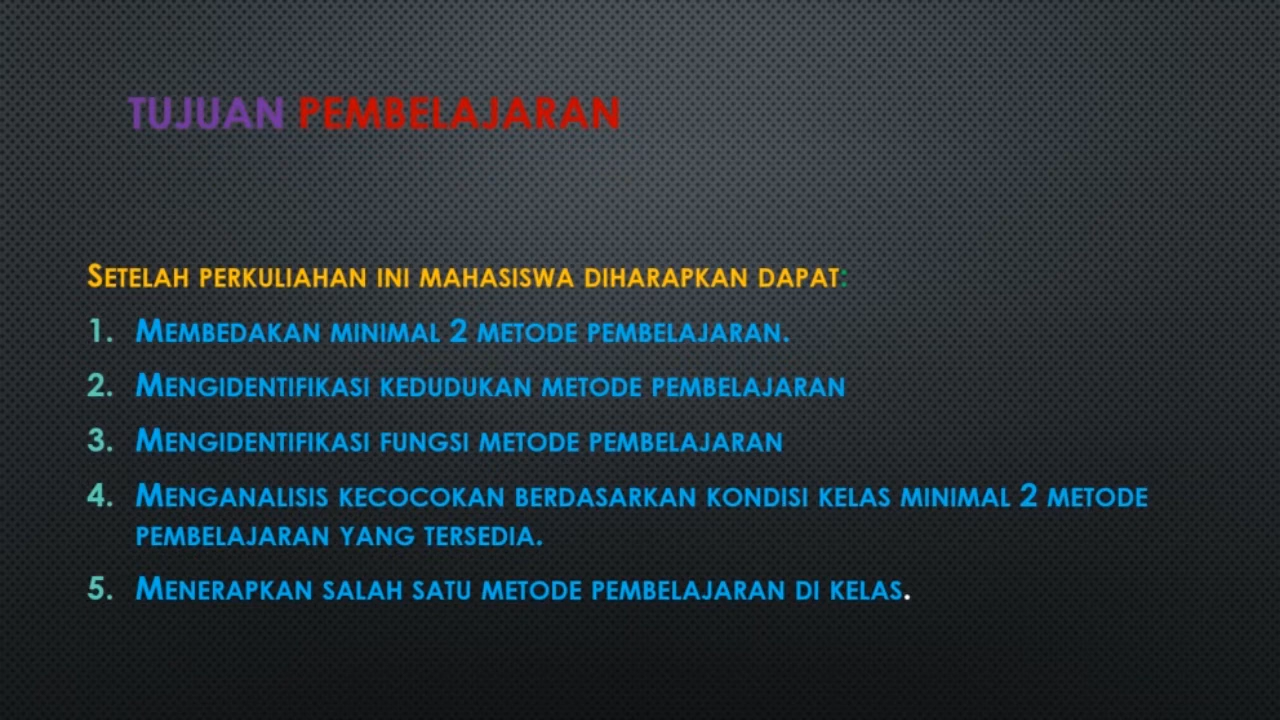 TUJUAN PEMBELAJARAN
SETELAH PERKULIAHAN INI MAHASISWA DIHARAPKAN DAPAT:
1. MEMBEDAKAN MINIMAL 2 METODE PEMBELAJARAN.
2. MENGIDENTIFIKASI KEDUDUKAN METODE PEMBELAJARAN
3. MENGIDENTIFIKASI FUNGSI METODE PEMBELAJARAN
4. MENGANALISIS KECOCOKAN BERDASARKAN KONDISI KELAS MINIMAL 2 METODE
PEMBELAJARAN YANG TERSEDIA.
5. MENERAPKAN SALAH SATU METODE PEMBELAJARAN DI KELAS.